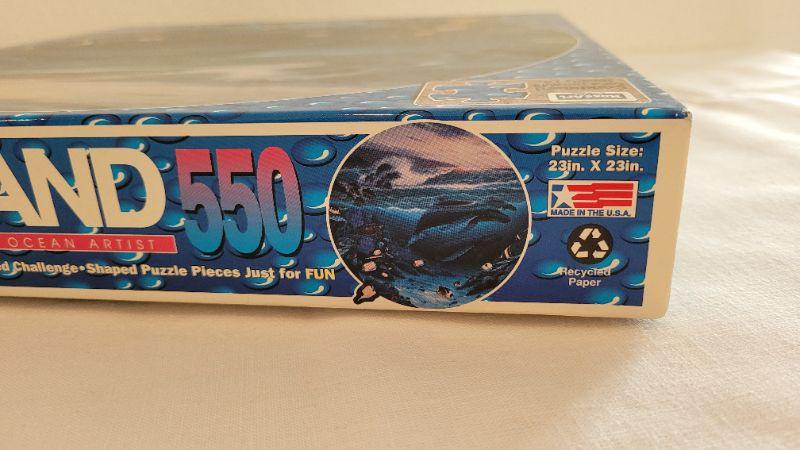 RoseArt
AND 550
OCEAN ARTIST
ed Challenge•Shaped Puzzle Pieces Just for FUN
Puzzle Size:
23in. X 23in.
MADE IN THE U.S.A.
Recycled
Paper